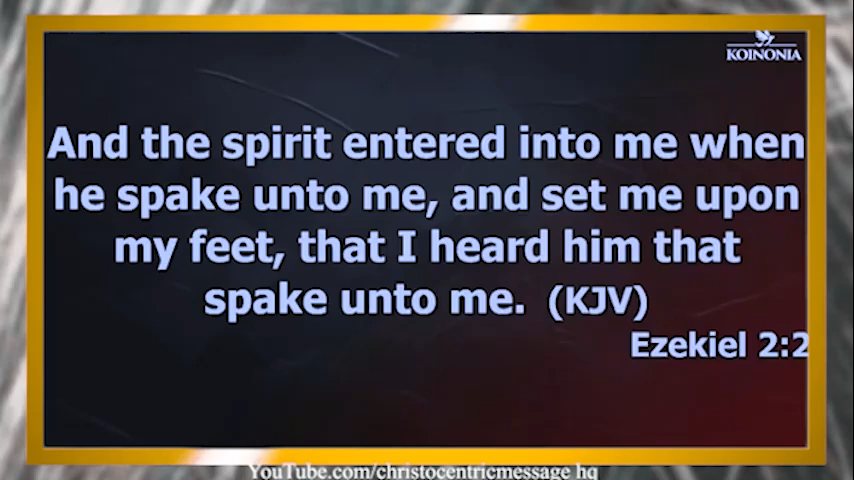 KOINONIA
And the spirit entered into me when
he spake unto me, and set me upon
my feet, that I heard him that
spake unto me. (KJV)
Ezekiel 2:2
YouTube.com/christocentricmessage hq